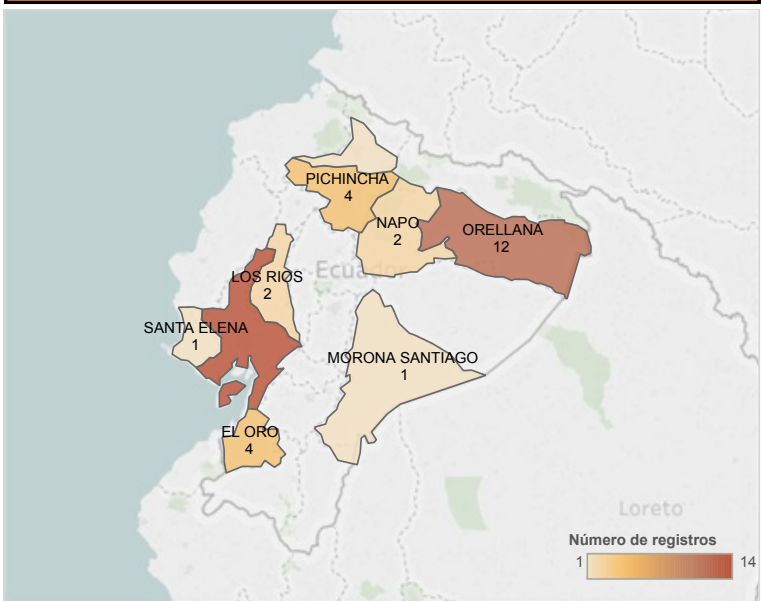 PICHINCHA
4
NAPO
2
ORELLANA
12
Ecuador
LOS RIOS
2
SANTA ELENA
1
MORONA SANTIAGO
1
EL ORO
4
Loreto
Número de registros
1 14